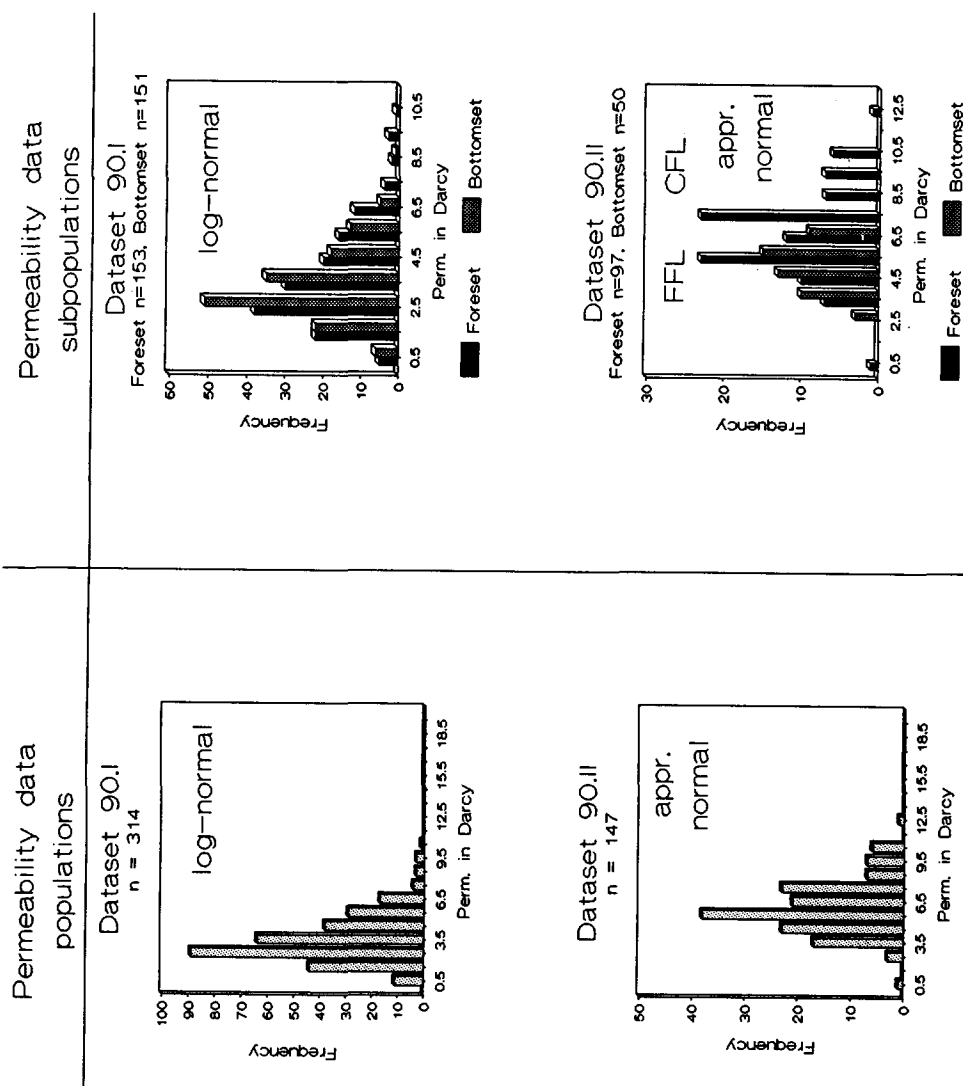 Permeability data
populations
Dataset 90.I
n = 314
Frequency
100
90
80
70
60
50
40
30
20
10
0
log-normal
0.5 3.5 6.5 9.5 12.5 15.5 18.5
Perm. in Darcy
Dataset 90.II
n = 147
Frequency
50
40
30
20
10
0
appr.
normal
0.5 3.5 6.5 9.5 12.5 15.5 18.5
Perm. in Darcy
Permeability data
subpopulations
Dataset 90.I
Foreset n=153, Bottomset n=151
Frequency
60
50
40
30
20
10
0
log-normal
0.5 2.5 4.5 6.5 8.5 10.5
Perm. in Darcy
Foreset Bottomset
Dataset 90.II
Foreset n=97, Bottomset n=50
Frequency
30
20
10
0
FFL CFL
appr.
normal
0.5 2.5 4.5 6.5 8.5 10.5 12.5
Perm. in Darcy
Foreset Bottomset